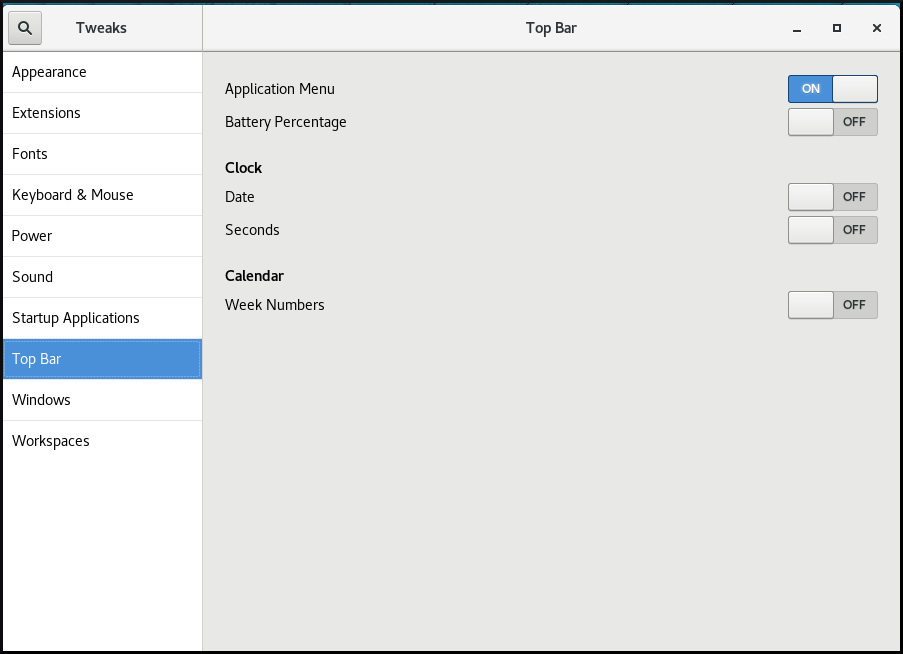 Tweaks
Top Bar
Appearance
Extensions
Fonts
Keyboard & Mouse
Power
Sound
Startup Applications
Top Bar
Windows
Workspaces
Application Menu ON
Battery Percentage OFF
Clock
Date OFF
Seconds OFF
Calendar
Week Numbers OFF